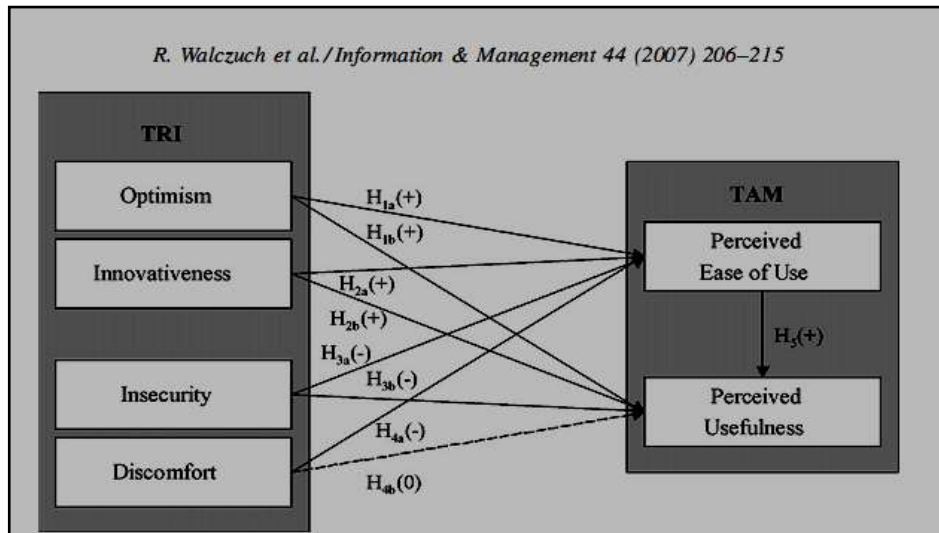 R. Walczuch et al./Information & Management 44 (2007) 206–215
TRI
Optimism
Innovativeness
Insecurity
Discomfort
H1a(+)
H1b(+)
H2a(+)
H2b(+)
H3a(-)
H3b(-)
H4a(-)
H4b(0)
TAM
Perceived
Ease of Use
H5(+)
Perceived
Usefulness